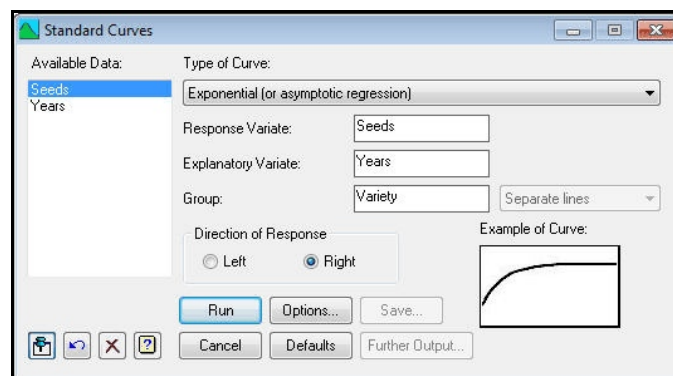 Standard Curves
Available Data:
Seeds
Years
Type of Curve:
Exponential (or asymptotic regression)
Response Variate: Seeds
Explanatory Variate: Years
Group: Variety Separate lines
Direction of Response
Left Right
Example of Curve:
Run Options... Save...
Cancel Defaults Further Output...